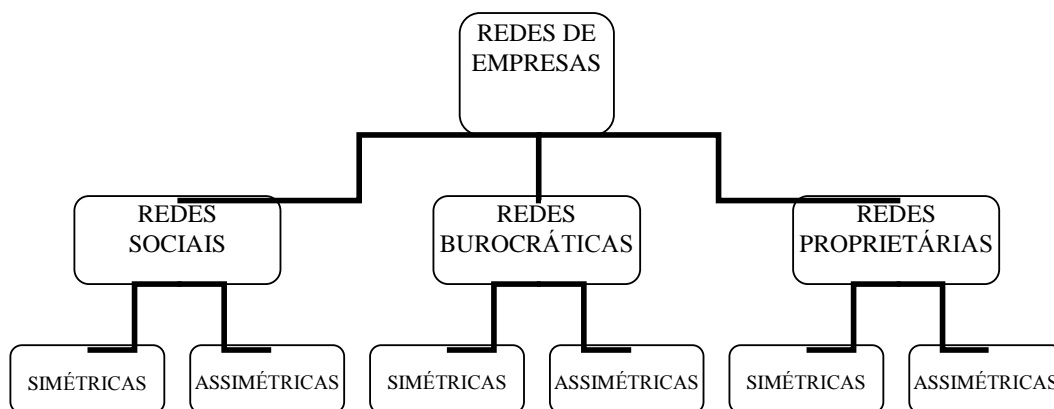 REDES DE
EMPRESAS
REDES
SOCIAIS
REDES
BUROCRÁTICAS
REDES
PROPRIETÁRIAS
SIMÉTRICAS
ASSIMÉTRICAS
SIMÉTRICAS
ASSIMÉTRICAS
SIMÉTRICAS
ASSIMÉTRICAS